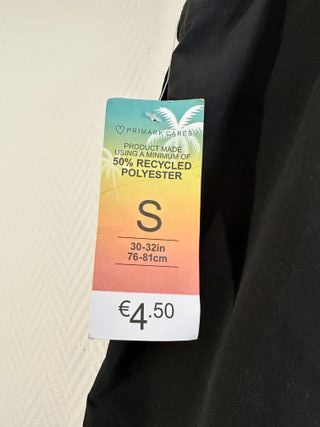 PRIMARK CARES
PRODUCT MADE
USING A MINIMUM OF
50% RECYCLED
POLYESTER
S
30-32in
76-81cm
€4.50